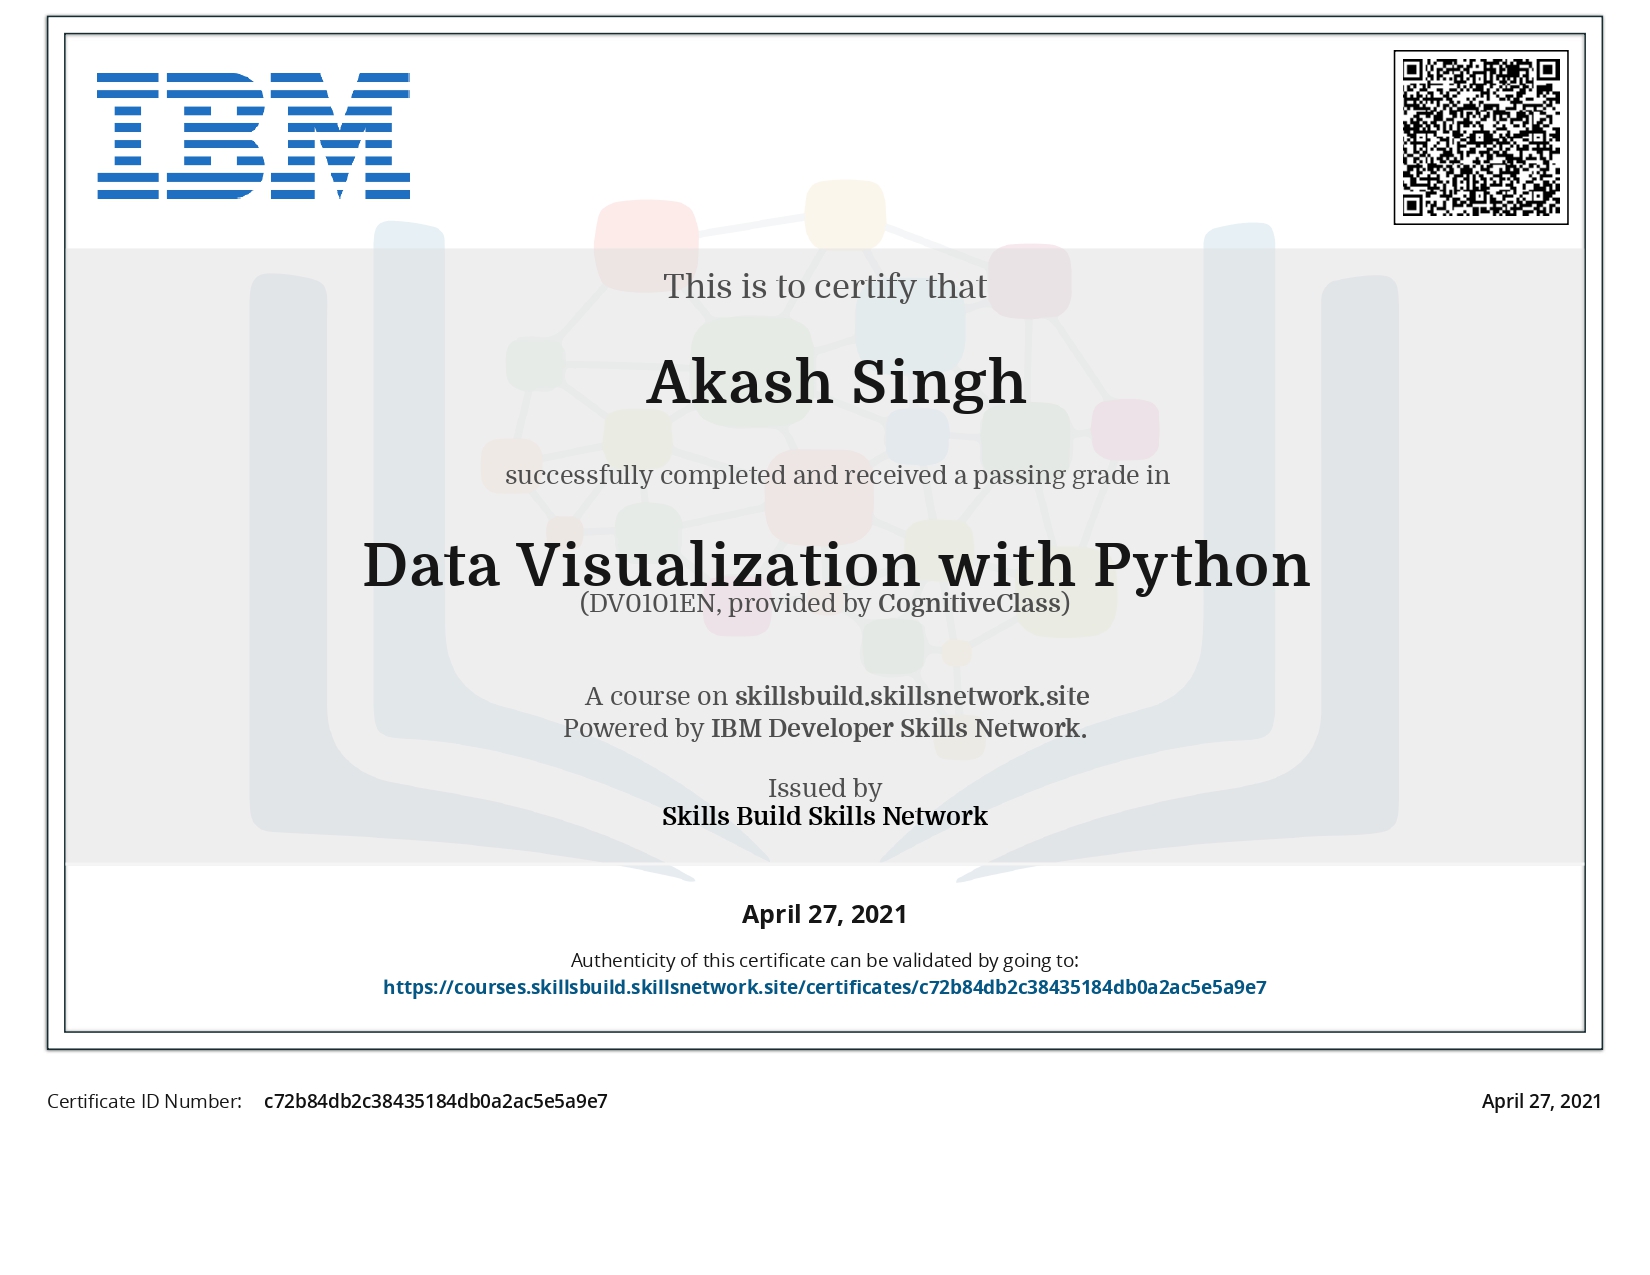 IBM
This is to certify that
Akash Singh
successfully completed and received a passing grade in
Data Visualization with Python
(DV0101EN, provided by CognitiveClass)
A course on skillsbuild.skillsnetwork.site
Powered by IBM Developer Skills Network.
Issued by
Skills Build Skills Network
April 27, 2021
Authenticity of this certificate can be validated by going to:
https://courses.skillsbuild.skillsnetwork.site/certificates/c72b84db2c38435184db0a2ac5e5a9e7
Certificate ID Number: c72b84db2c38435184db0a2ac5e5a9e7 April 27, 2021